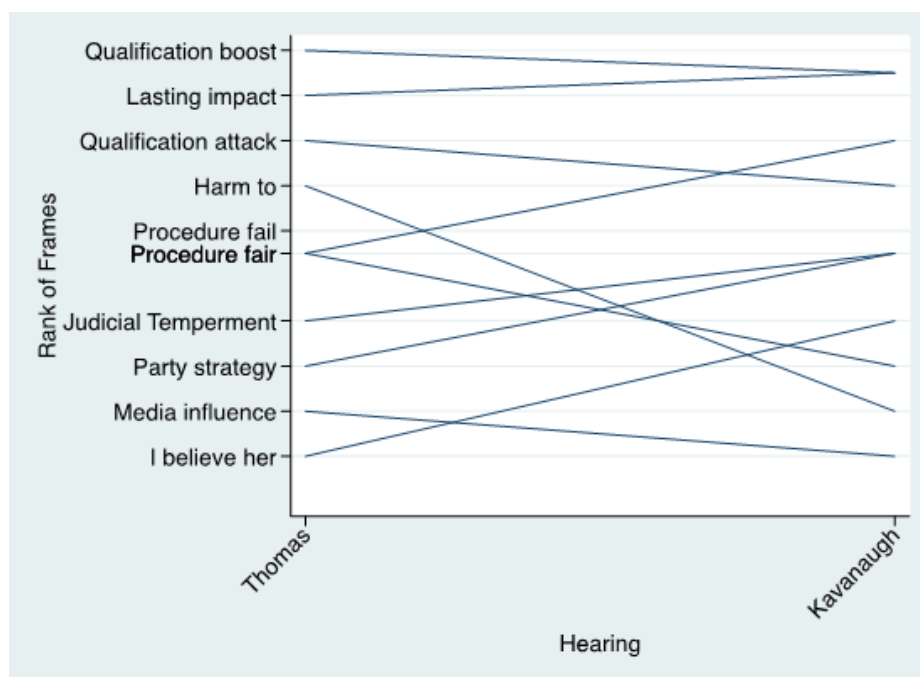 Qualification boost
Lasting impact
Qualification attack
Harm to
Procedure fail
Procedure fair
Judicial Temperment
Party strategy
Media influence
I believe her
Rank of Frames
Thomas
Kavanaugh
Hearing